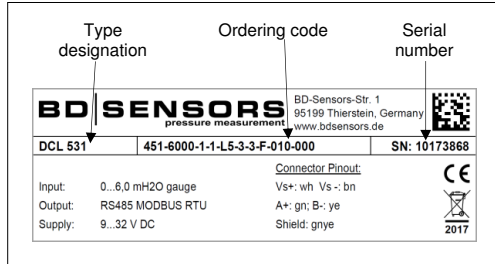 Type designation
Ordering code
Serial number
BD SENSORS
pressure measurement
BD-Sensors-Str. 1
95199 Thierstein, Germany
www.bdsensors.de
DCL 531 451-6000-1-1-L5-3-3-F-010-000 SN: 10173868
Connector Pinout:
Input: 0...6,0 mH2O gauge Vs+: wh Vs -: bn
Output: RS485 MODBUS RTU A+: gn; B-: ye
Supply: 9...32 V DC Shield: gnye
CE
2017